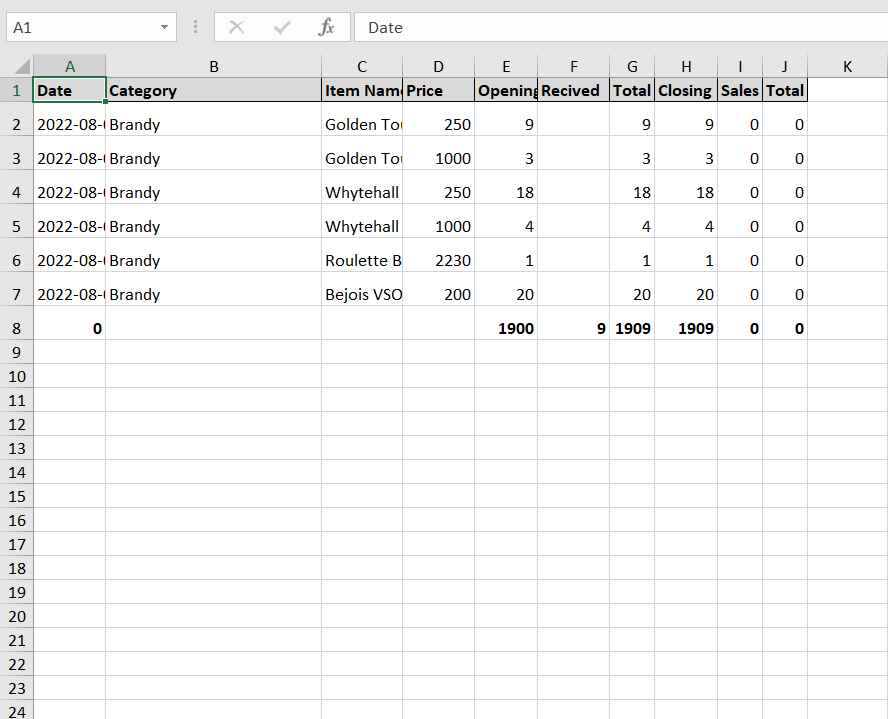 A1 fx Date
A B C D E F G H I J K
1 Date Category Item Name Price Opening Recived Total Closing Sales Total
2 2022-08- Brandy Golden To 250 9 9 9 0 0
3 2022-08- Brandy Golden To 1000 3 3 3 0 0
4 2022-08- Brandy Whytehall 250 18 18 18 0 0
5 2022-08- Brandy Whytehall 1000 4 4 4 0 0
6 2022-08- Brandy Roulette B 2230 1 1 1 0 0
7 2022-08- Brandy Bejois VSO 200 20 20 20 0 0
8 0 1900 9 1909 1909 0 0
9
10
11
12
13
14
15
16
17
18
19
20
21
22
23
24